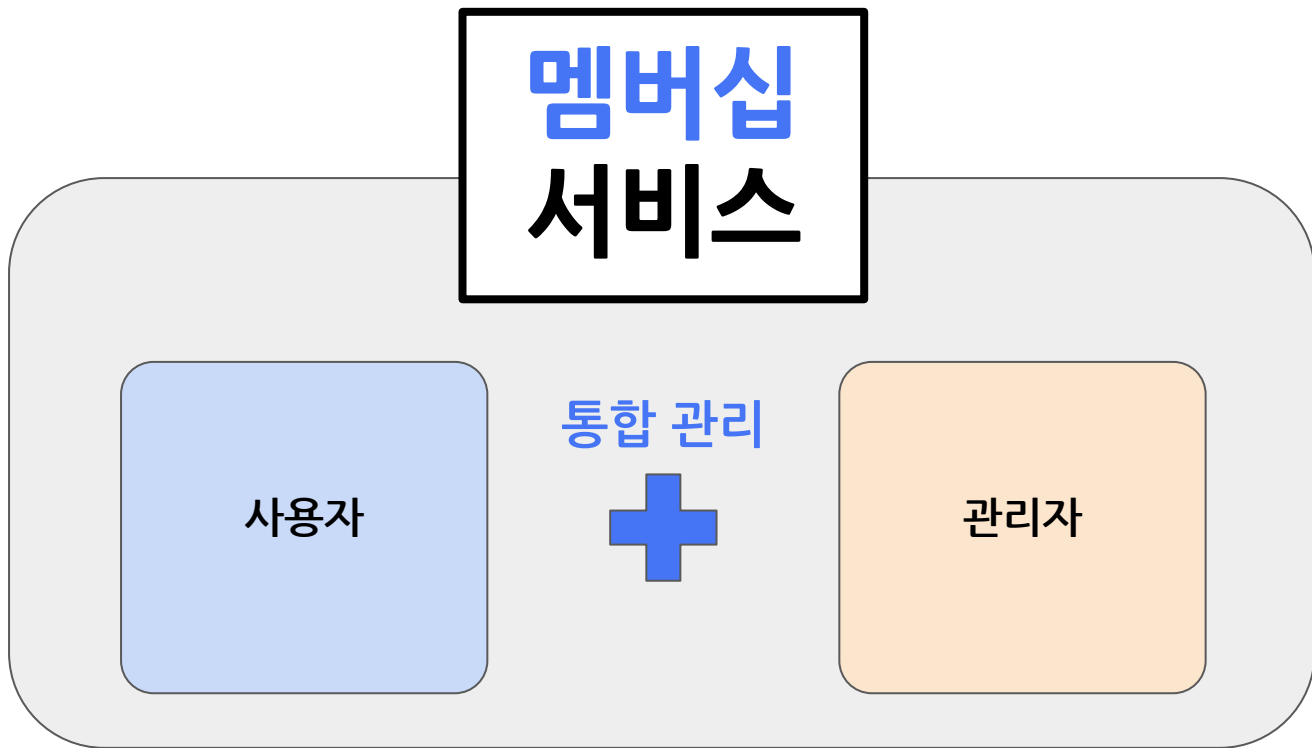 멤버십
서비스
통합 관리
사용자
관리자